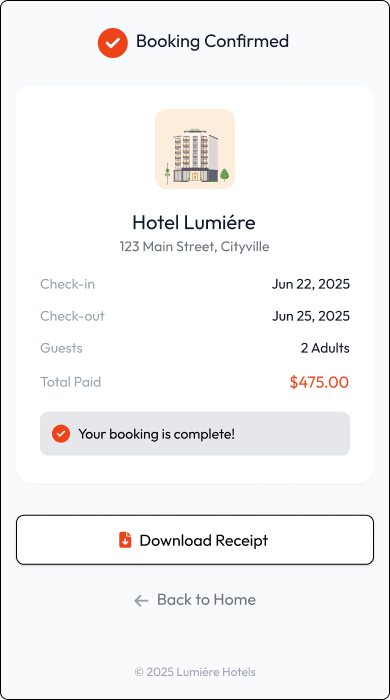 Booking Confirmed
Hotel Lumiére
123 Main Street, Cityville
Check-in Jun 22, 2025
Check-out Jun 25, 2025
Guests 2 Adults
Total Paid $475.00
Your booking is complete!
Download Receipt
Back to Home
© 2025 Lumiére Hotels